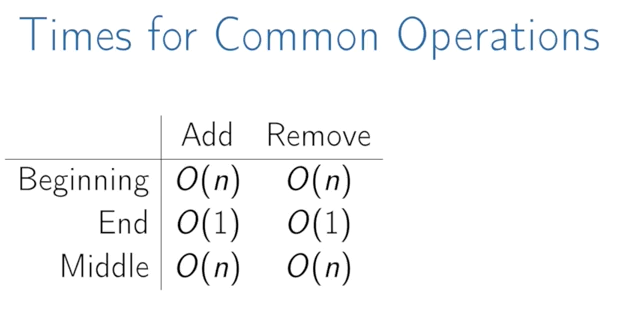 Times for Common Operations
Add Remove
Beginning O(n) O(n)
End O(1) O(1)
Middle O(n) O(n)